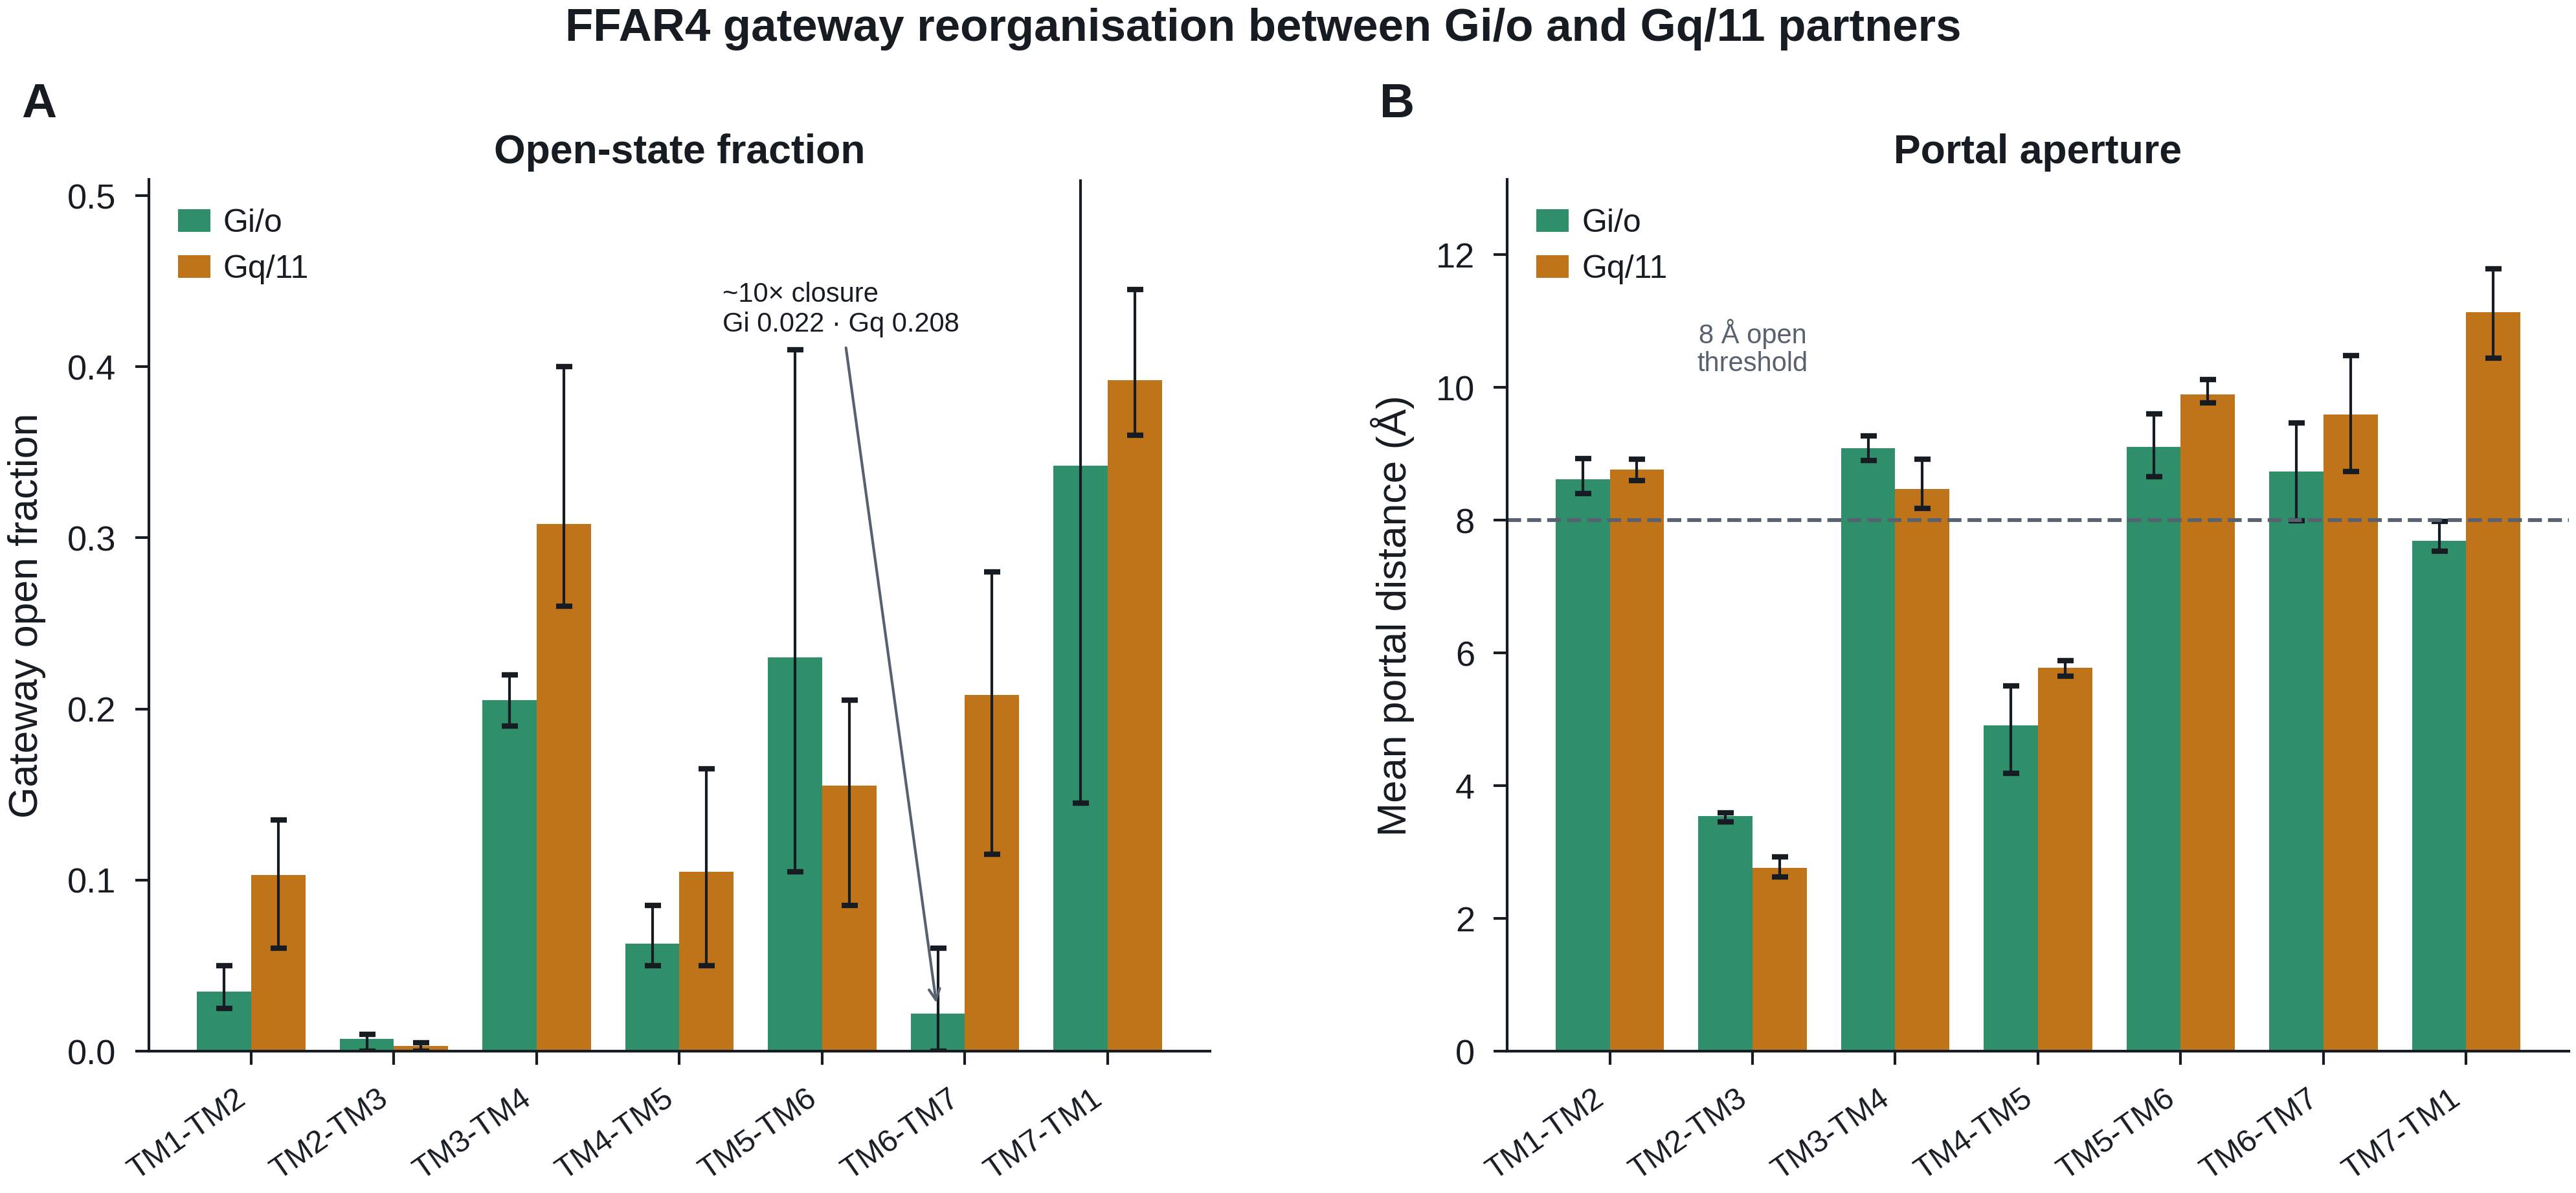 FFAR4 gateway reorganisation between Gi/o and Gq/11 partners
A
Open-state fraction
Gateway open fraction
0.5
0.4
0.3
0.2
0.1
0.0
Gi/o
Gq/11
~10× closure
Gi 0.022 · Gq 0.208
TM1-TM2
TM2-TM3
TM3-TM4
TM4-TM5
TM5-TM6
TM6-TM7
TM7-TM1
B
Portal aperture
Mean portal distance (Å)
12
10
8
6
4
2
0
Gi/o
Gq/11
8 Å open
threshold
TM1-TM2
TM2-TM3
TM3-TM4
TM4-TM5
TM5-TM6
TM6-TM7
TM7-TM1